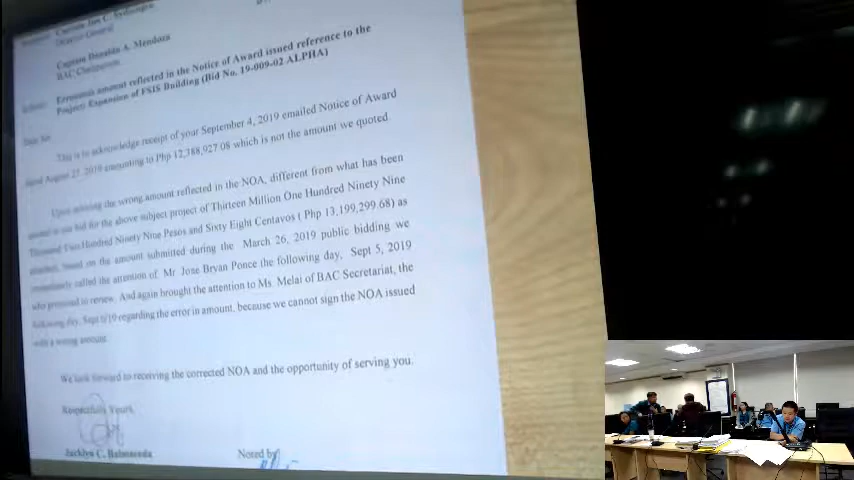 Captain
Director General
Captain Donaldo A. Mendoza
BAC Chairperson
Erroneous amount reflected in the Notice of Award issued reference to the
Project: Expansion of FSIS Building (Bid No. 19-009-02 ALPHA)
Dear Sir
This is to acknowledge receipt of your September 4, 2019 emailed Notice of Award
dated August 27, 2019 amounting to Php 12,388,927.08 which is not the amount we quoted.
Upon noticing the wrong amount reflected in the NOA, different from what has been
quoted in our bid for the above subject project of Thirteen Million One Hundred Ninety Nine
Thousand Two Hundred Ninety Nine Pesos and Sixty Eight Centavos ( Php 13,199,299.68) as
attached, based on the amount submitted during the March 26, 2019 public bidding we
immediately called the attention of Mr Jose Bryan Ponce the following day, Sept 5, 2019
who promised to review. And again brought the attention to Ms. Melai of BAC Secretariat, the
following day, Sept 6/19 regarding the error in amount, because we cannot sign the NOA issued
with a wrong amount.
We look forward to receiving the corrected NOA and the opportunity of serving you.
Respectfully Yours,
Jacklyn C.
Noted by